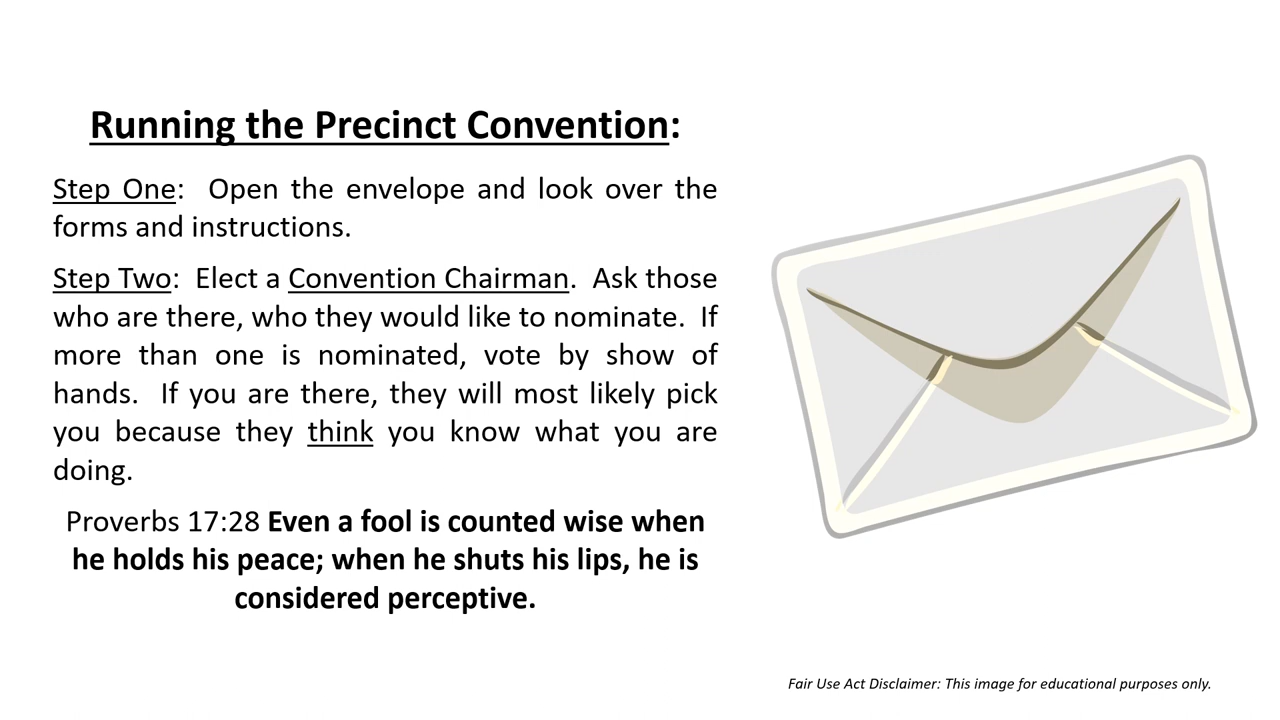 Running the Precinct Convention:
Step One:  Open the envelope and look over the
forms and instructions.
Step Two:  Elect a Convention Chairman.  Ask those
who are there, who they would like to nominate.  If
more than one is nominated, vote by show of
hands.  If you are there, they will most likely pick
you because they think you know what you are
doing.
Proverbs 17:28 Even a fool is counted wise when
he holds his peace; when he shuts his lips, he is
considered perceptive.
Fair Use Act Disclaimer: This image for educational purposes only.